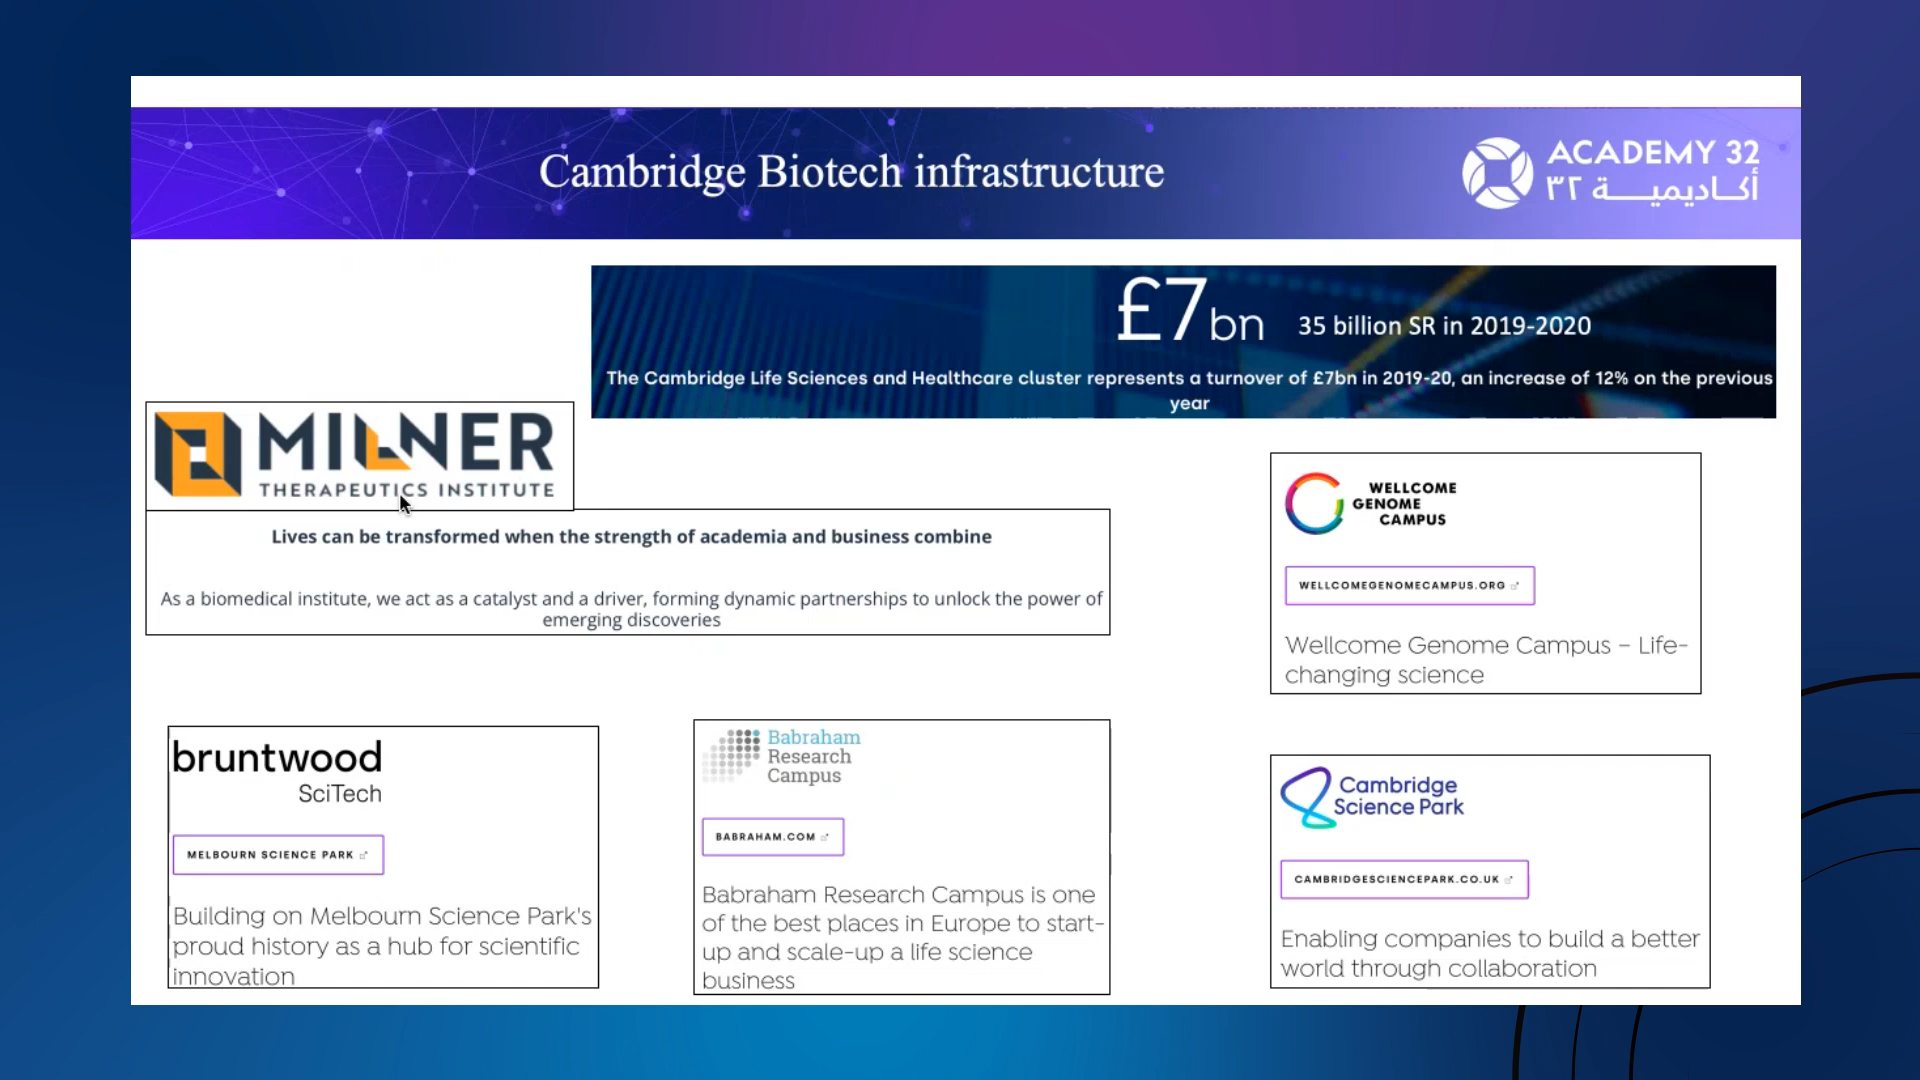 Cambridge Biotech infrastructure
ACADEMY 32
أكاديميـــــة ٣٢
£7bn
35 billion SR in 2019-2020
The Cambridge Life Sciences and Healthcare cluster represents a turnover of £7bn in 2019-20, an increase of 12% on the previous
year
MILNER
THERAPEUTICS INSTITUTE
Lives can be transformed when the strength of academia and business combine
As a biomedical institute, we act as a catalyst and a driver, forming dynamic partnerships to unlock the power of
emerging discoveries
WELLCOME
GENOME
CAMPUS
WELLCOMEGENOMECAMPUS.ORG
Wellcome Genome Campus – Life-
changing science
bruntwood
SciTech
MELBOURN SCIENCE PARK
Building on Melbourn Science Park's
proud history as a hub for scientific
innovation
Babraham
Research
Campus
BABRAHAM.COM
Babraham Research Campus is one
of the best places in Europe to start-
up and scale-up a life science
business
Cambridge
Science Park
CAMBRIDGESCIENCEPARK.CO.UK
Enabling companies to build a better
world through collaboration